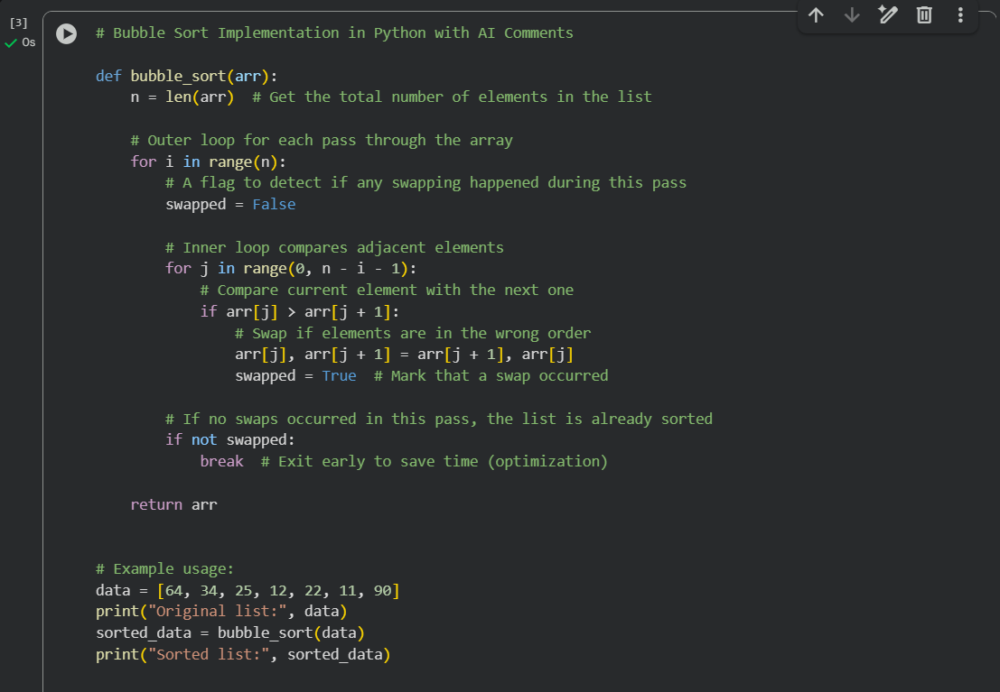 [3]
0s
# Bubble Sort Implementation in Python with AI Comments
def bubble_sort(arr):
    n = len(arr)  # Get the total number of elements in the list
    # Outer loop for each pass through the array
    for i in range(n):
        # A flag to detect if any swapping happened during this pass
        swapped = False
        # Inner loop compares adjacent elements
        for j in range(0, n - i - 1):
            # Compare current element with the next one
            if arr[j] > arr[j + 1]:
                # Swap if elements are in the wrong order
                arr[j], arr[j + 1] = arr[j + 1], arr[j]
                swapped = True  # Mark that a swap occurred
        # If no swaps occurred in this pass, the list is already sorted
        if not swapped:
            break  # Exit early to save time (optimization)
    return arr
# Example usage:
data = [64, 34, 25, 12, 22, 11, 90]
print("Original list:", data)
sorted_data = bubble_sort(data)
print("Sorted list:", sorted_data)